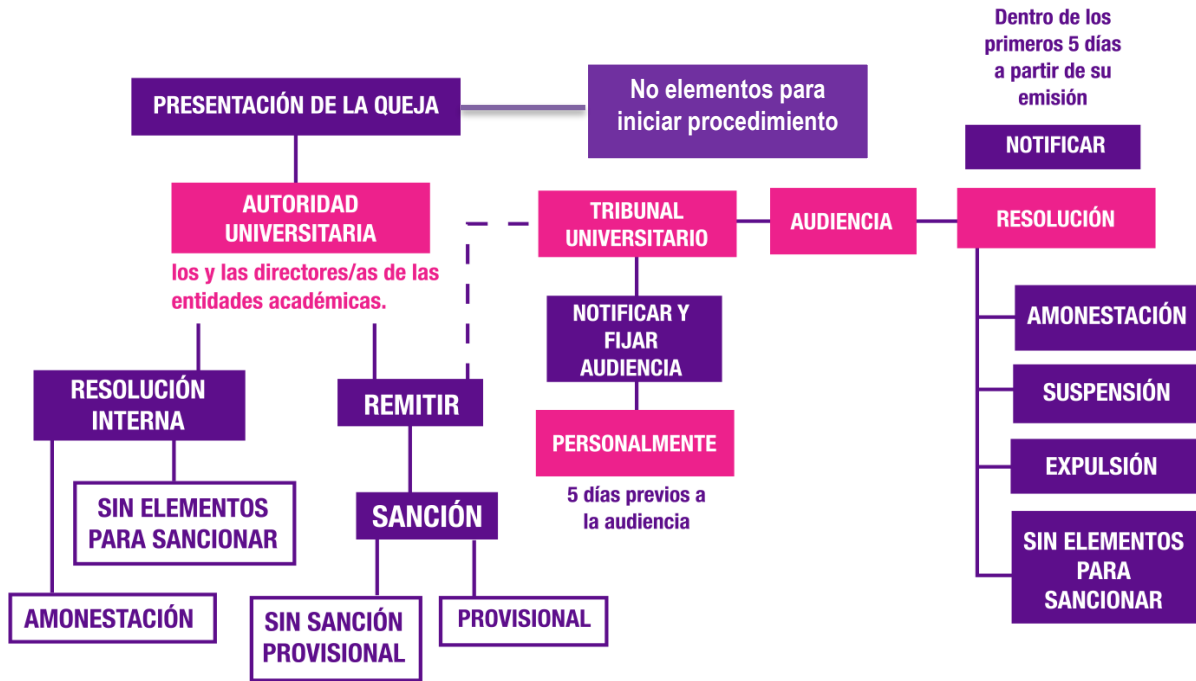 PRESENTACIÓN DE LA QUEJA
No elementos para
iniciar procedimiento
Dentro de los
primeros 5 días
a partir de su
emisión
NOTIFICAR
AUTORIDAD
UNIVERSITARIA
los y las directores/as de las
entidades académicas.
TRIBUNAL
UNIVERSITARIO
AUDIENCIA
RESOLUCIÓN
NOTIFICAR Y
FIJAR
AUDIENCIA
PERSONALMENTE
5 días previos a
la audiencia
RESOLUCIÓN
INTERNA
REMITIR
SIN ELEMENTOS
PARA SANCIONAR
AMONESTACIÓN
SANCIÓN
SIN SANCIÓN
PROVISIONAL
PROVISIONAL
AMONESTACIÓN
SUSPENSIÓN
EXPULSIÓN
SIN ELEMENTOS
PARA
SANCIONAR